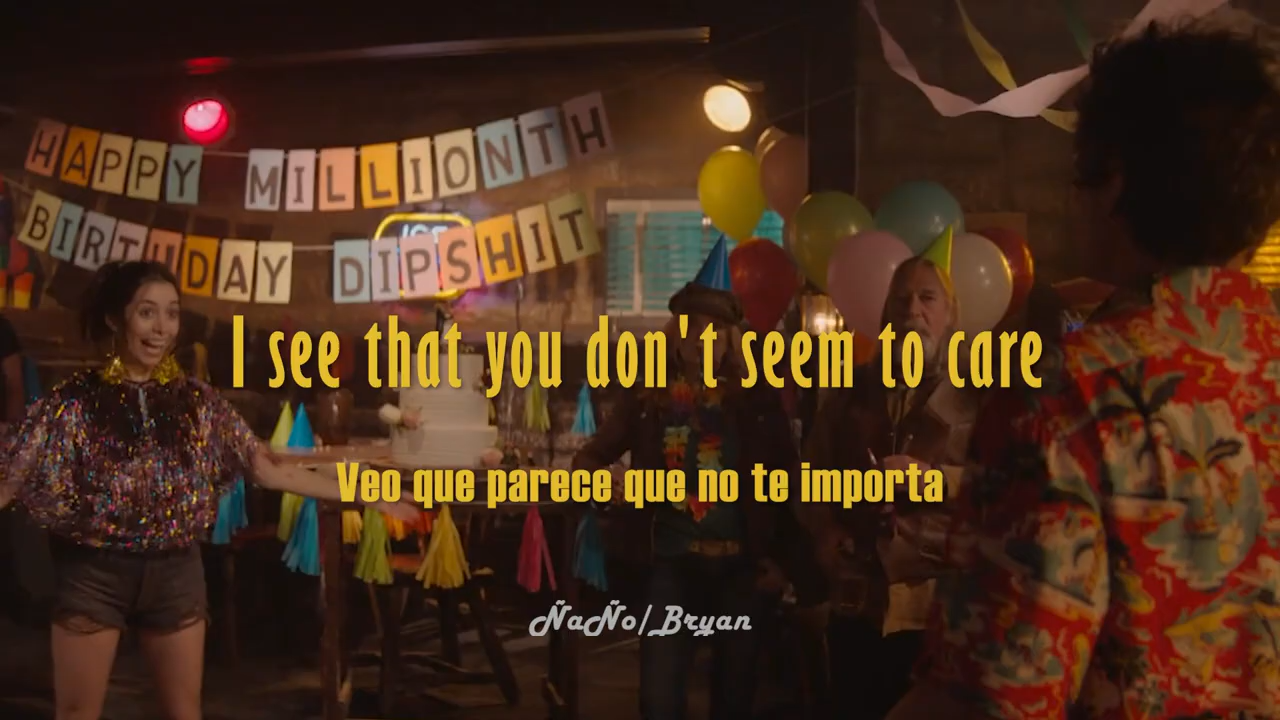 HAPPY MILLIONTH
BIRTHDAY DIPSHIT
I see that you don't seem to care
Veo que parece que no te importa
ÑaÑo/Bryan